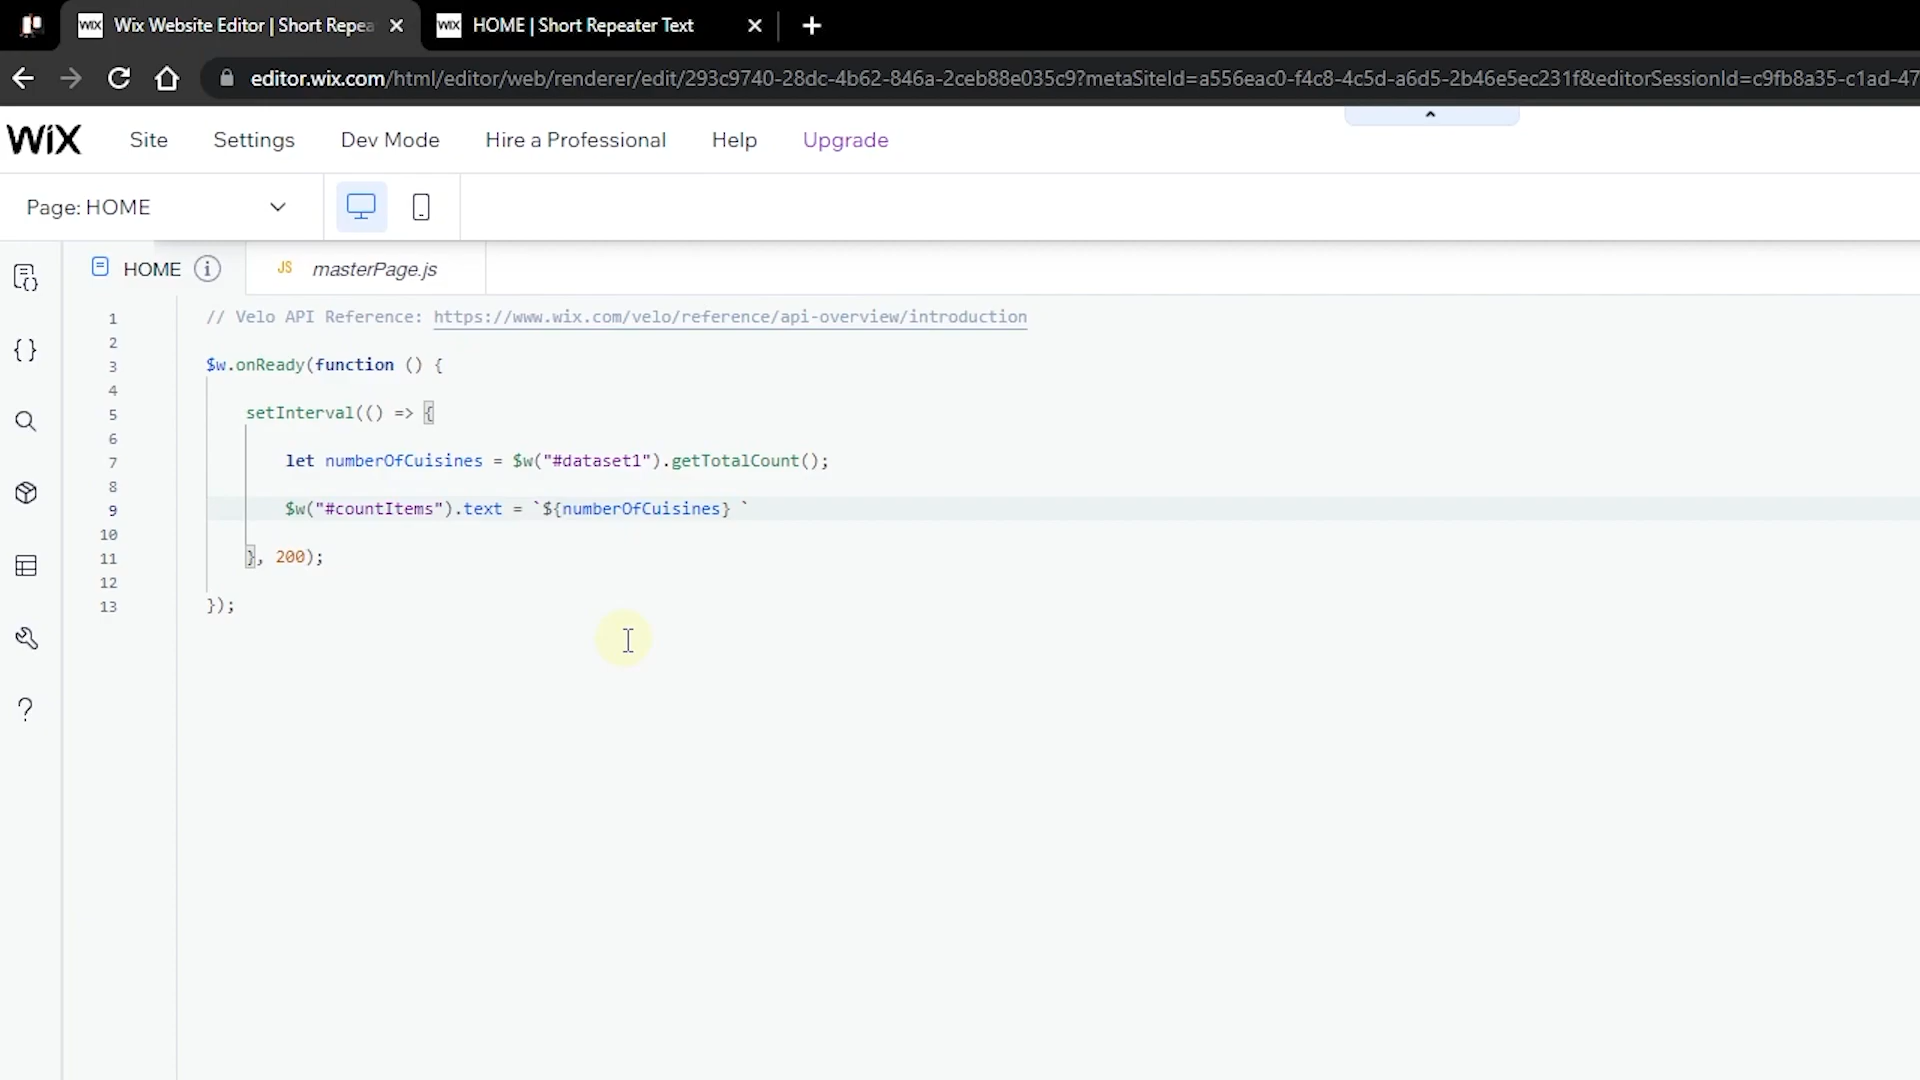 Wix Website Editor | Short Repea
HOME | Short Repeater Text
editor.wix.com/html/editor/web/renderer/edit/293c9740-28dc-4b62-846a-2ceb88e035c9?metaSiteId=a556eac0-f4c8-4c5d-a6d5-2b46e5ec231f&editorSessionId=c9fb8a35-c1ad-47
WiX Site Settings Dev Mode Hire a Professional Help Upgrade
Page: HOME
HOME JS masterPage.js
1 // Velo API Reference: https://www.wix.com/velo/reference/api-overview/introduction
2
3 $w.onReady(function () {
4
5 setInterval(() => {
6
7 let numberOfCuisines = $w("#dataset1").getTotalCount();
8
9 $w("#countItems").text = `${numberOfCuisines} `
10
11 }, 200);
12
13 });